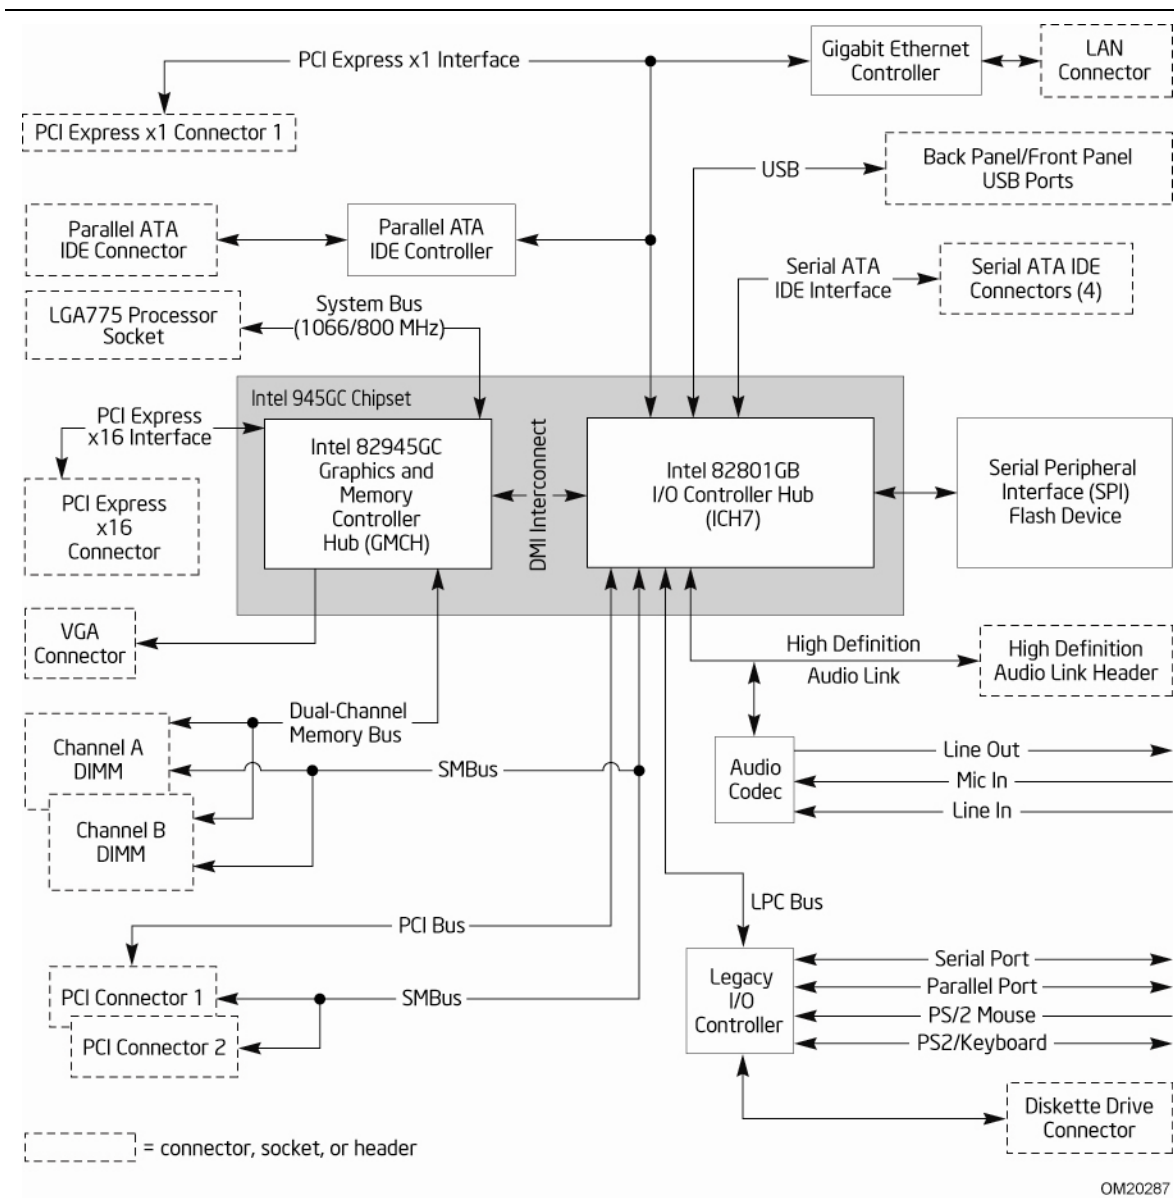 PCI Express x1 Interface
Gigabit Ethernet
Controller
LAN
Connector
PCI Express x1 Connector 1
USB
Back Panel/Front Panel
USB Ports
Parallel ATA
IDE Connector
Parallel ATA
IDE Controller
Serial ATA
IDE Interface
Serial ATA IDE
Connectors (4)
LGA775 Processor
Socket
System Bus
(1066/800 MHz)
Intel 945GC Chipset
PCI Express
x16 Interface
Intel 82945GC
Graphics and
Memory
Controller
Hub (GMCH)
DMI Interconnect
Intel 82801GB
I/O Controller Hub
(ICH7)
Serial Peripheral
Interface (SPI)
Flash Device
PCI Express
x16
Connector
VGA
Connector
High Definition
Audio Link
High Definition
Audio Link Header
Dual-Channel
Memory Bus
Channel A
DIMM
SMBus
Channel B
DIMM
Audio
Codec
Line Out
Mic In
Line In
LPC Bus
PCI Bus
PCI Connector 1
SMBus
PCI Connector 2
Legacy
I/O
Controller
Serial Port
Parallel Port
PS/2 Mouse
PS2/Keyboard
Diskette Drive
Connector
= connector, socket, or header
OM20287